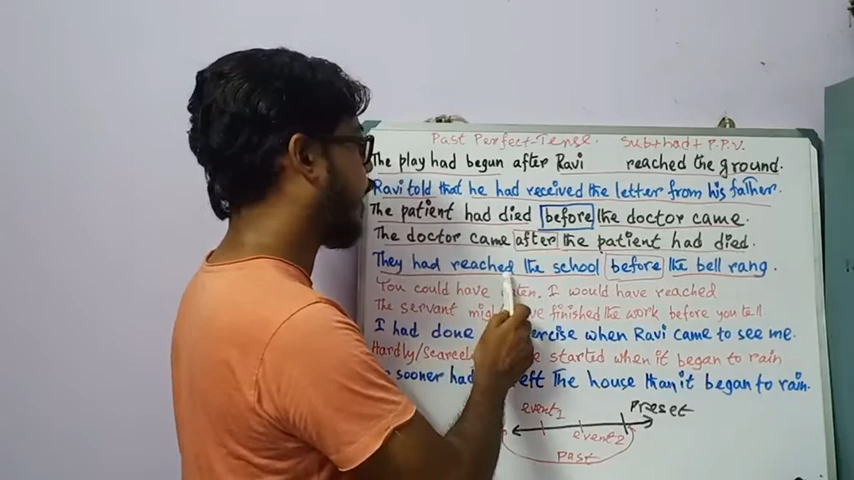 Past Perfect Tense. Sub+had+P.P.V.
The play had begun after Ravi reached the ground.
Ravi told that he had received the letter from his father.
The patient had died before the doctor came.
The doctor came after the patient had died.
They had reached the school before the bell rang.
You could have . I would have reached
The servant have finished the work before you tell
I had done when Ravi came to see me.
Hardly/ started when it began to rain
sooner the house than it began to rain.
event1 Preset
event2
Past